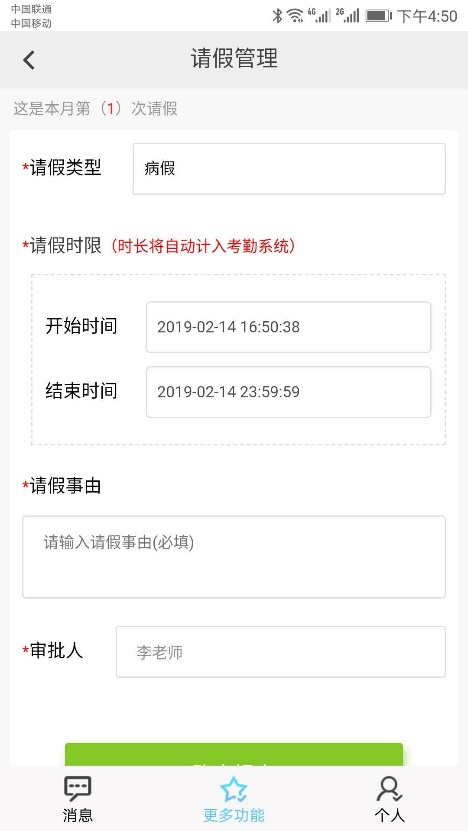 中国联通
中国移动
4G 2G 下午4:50
请假管理
这是本月第（1）次请假
*请假类型
病假
*请假时限（时长将自动计入考勤系统）
开始时间
2019-02-14 16:50:38
结束时间
2019-02-14 23:59:59
*请假事由
请输入请假事由(必填)
*审批人
李老师
消息
更多功能
个人